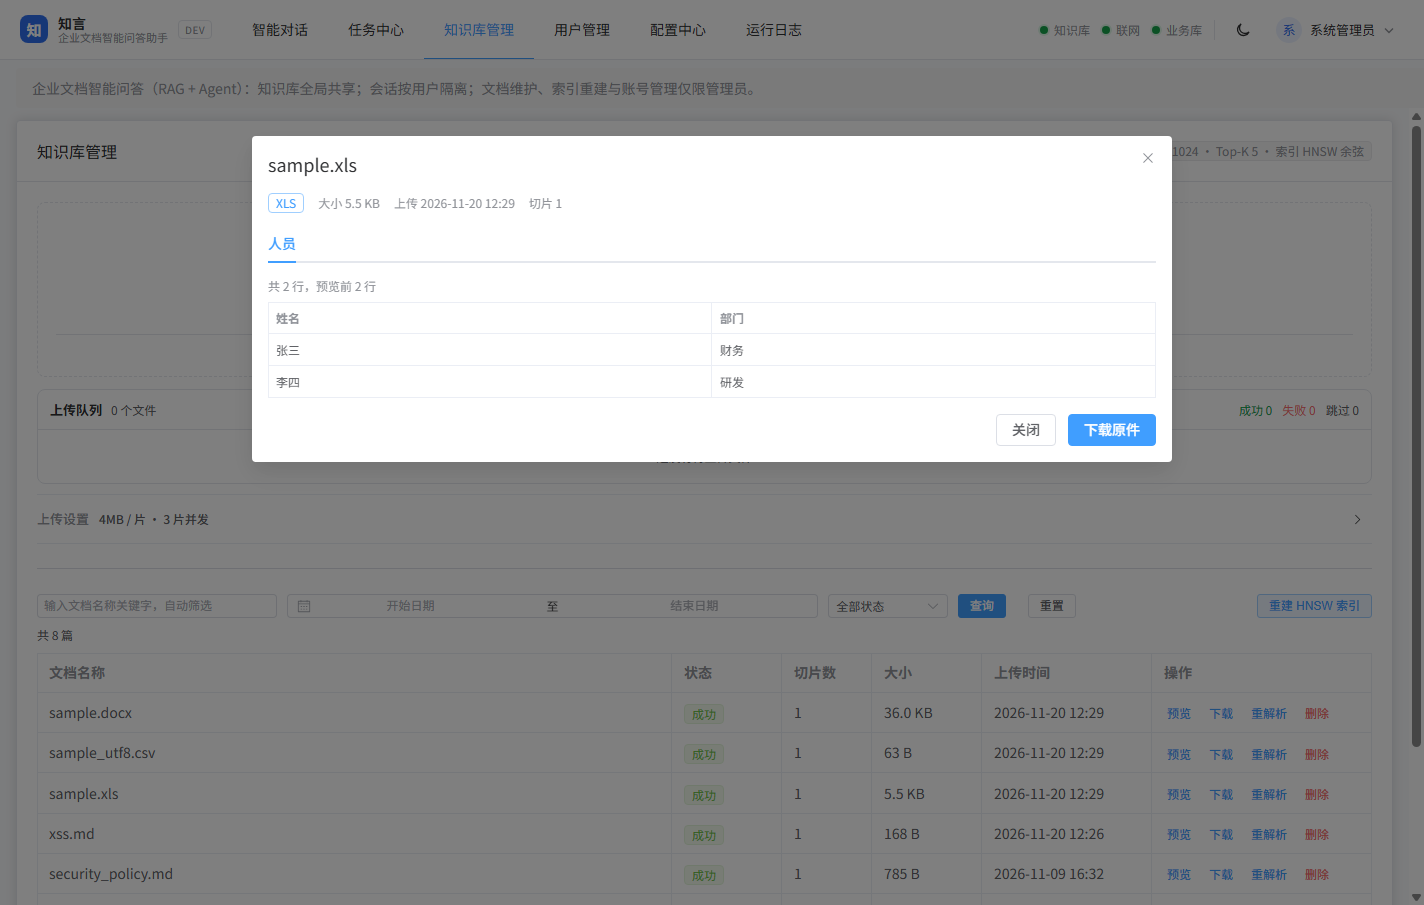 知
知言
企业文档智能问答助手
DEV
智能对话
任务中心
知识库管理
用户管理
配置中心
运行日志
知识库
联网
业务库
系
系统管理员
企业文档智能问答（RAG + Agent）：知识库全局共享；会话按用户隔离；文档维护、索引重建与账号管理仅限管理员。
知识库管理
1024 · Top-K 5 · 索引 HNSW 余弦
sample.xls
XLS
大小 5.5 KB
上传 2026-11-20 12:29
切片 1
人员
共 2 行，预览前 2 行
姓名 部门
张三 财务
李四 研发
关闭
下载原件
上传队列 0 个文件
成功 0 失败 0 跳过 0
上传设置 4MB / 片 · 3 片并发
输入文档名称关键字，自动筛选
开始日期 至 结束日期
全部状态
查询
重置
重建 HNSW 索引
共 8 篇
文档名称 状态 切片数 大小 上传时间 操作
sample.docx 成功 1 36.0 KB 2026-11-20 12:29 预览 下载 重解析 删除
sample_utf8.csv 成功 1 63 B 2026-11-20 12:29 预览 下载 重解析 删除
sample.xls 成功 1 5.5 KB 2026-11-20 12:29 预览 下载 重解析 删除
xss.md 成功 1 168 B 2026-11-20 12:26 预览 下载 重解析 删除
security_policy.md 成功 1 785 B 2026-11-09 16:32 预览 下载 重解析 删除